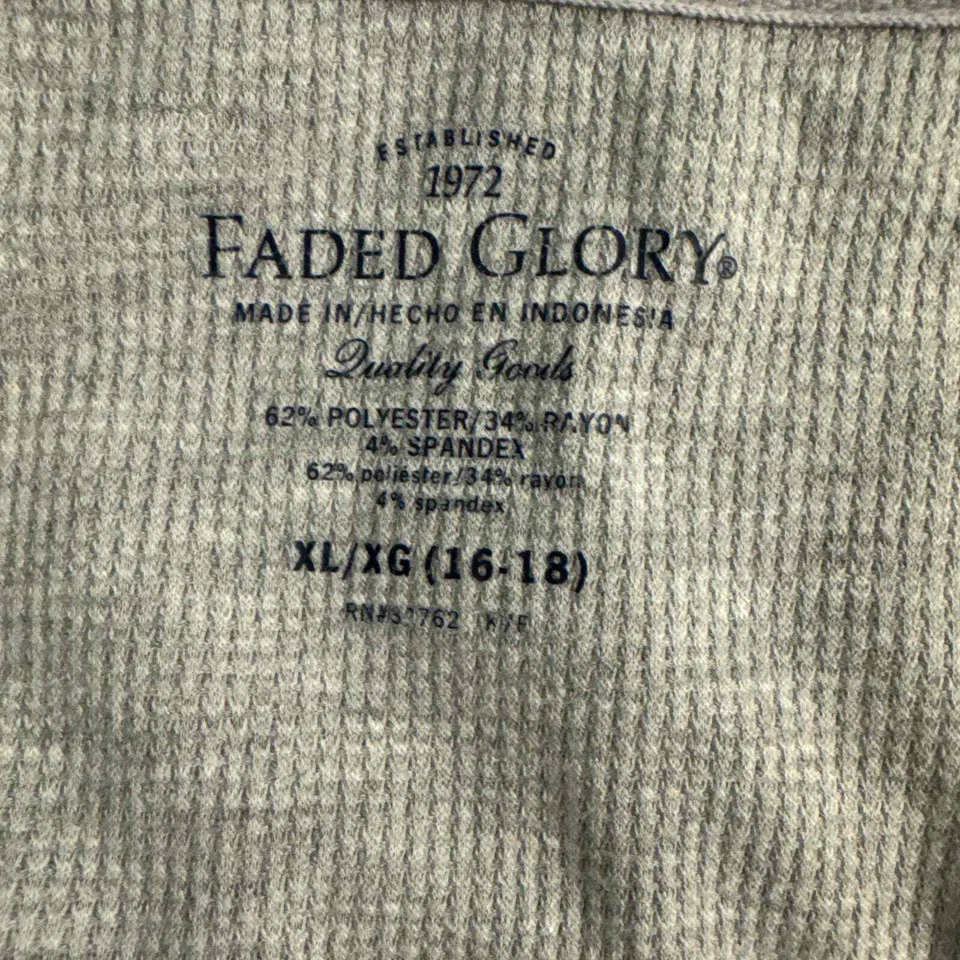 ESTABLISHED
1972
FADED GLORY®
MADE IN/HECHO EN INDONESIA
Quality Goods
62% POLYESTER/34% RAYON
4% SPANDEX
62% poliéster/34% rayon
4% spandex
XL/XG (16-18)